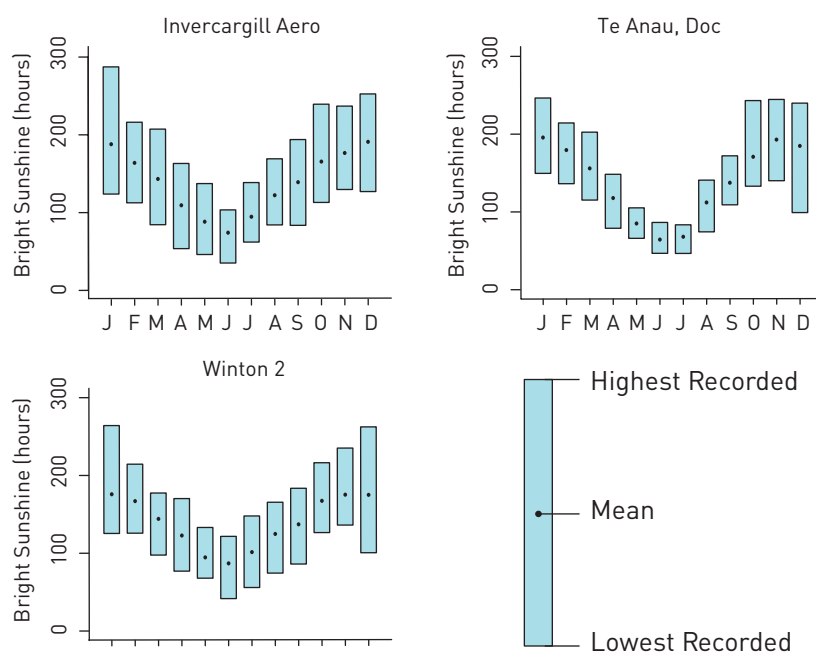 Invercargill Aero
Bright Sunshine (hours)
300
200
100
0
J F M A M J J A S O N D
Te Anau, Doc
Bright Sunshine (hours)
300
200
100
0
J F M A M J J A S O N D
Winton 2
Bright Sunshine (hours)
300
200
100
0
Highest Recorded
Mean
Lowest Recorded